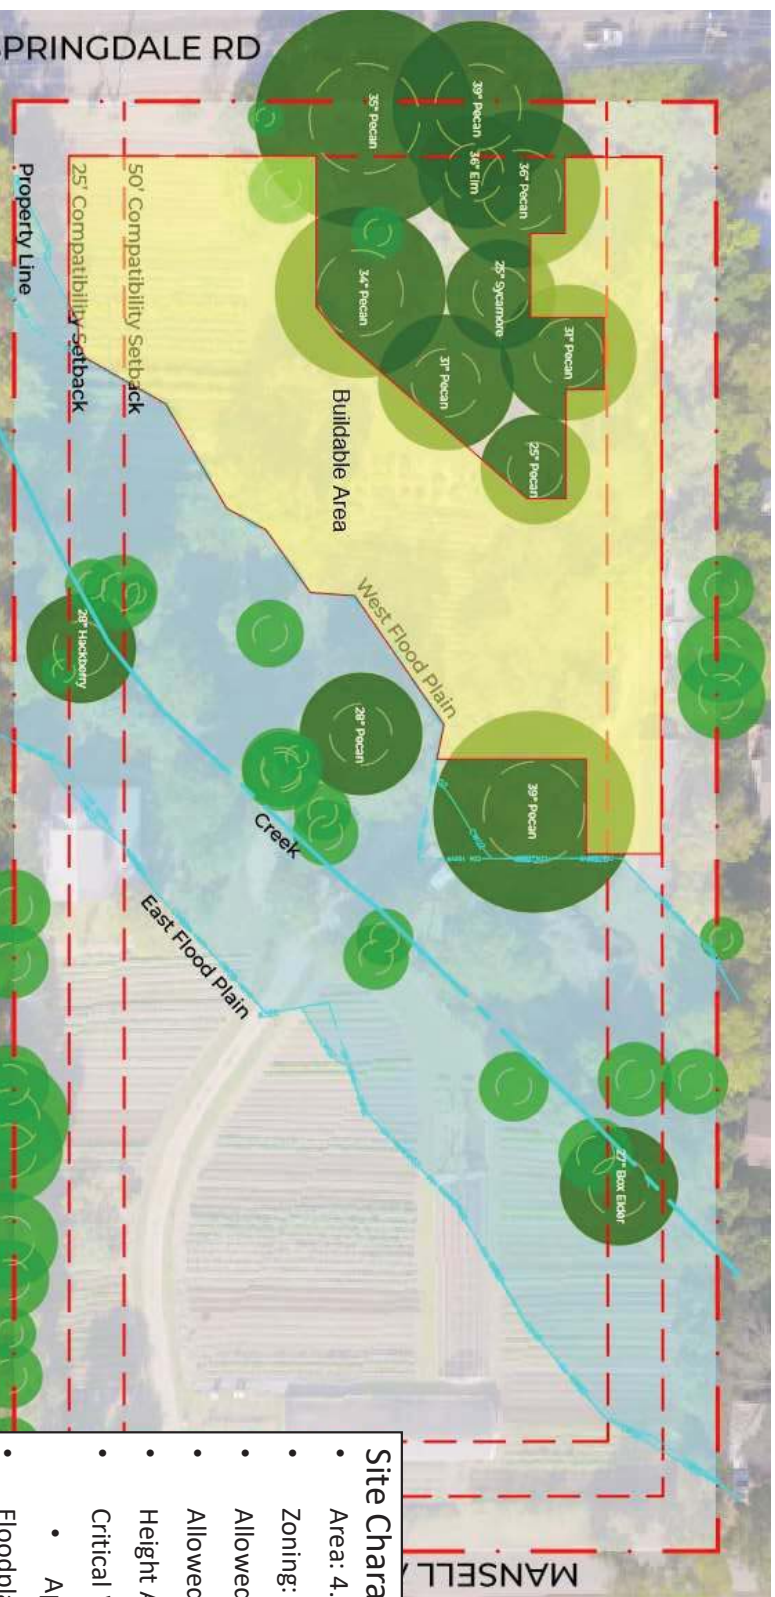 SPRINGDALE RD
35" Pecan
39" Pecan
36" Elm
36" Pecan
34" Pecan
25" Sycamore
31" Pecan
31" Pecan
25" Pecan
Property Line
25' Compatibility Setback
50' Compatibility Setback
Buildable Area
West Flood Plain
28" Hackberry
28" Pecan
39" Pecan
Creek
East Flood Plain
27" Box Elder
MANSELL
Site Chara
• Area: 4.
• Zoning:
• Allowed
• Allowed
• Height A
• Critical
• Ap
• Floodpla